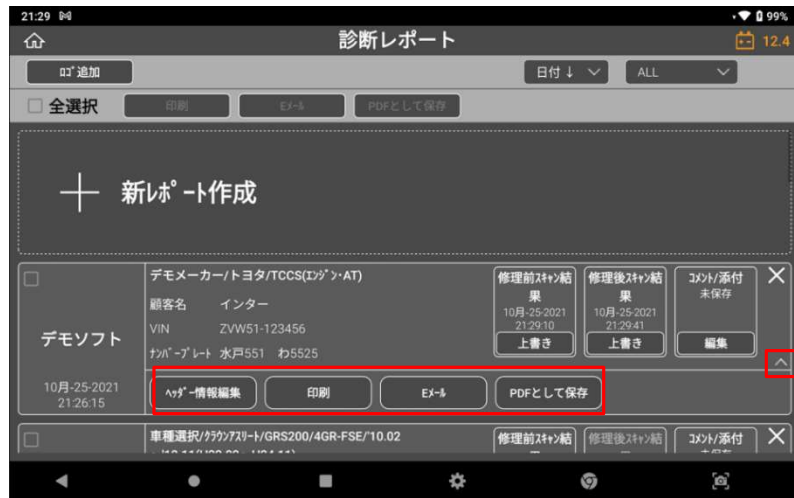 21:29
99%
診断レポート
12.4
ﾛｺﾞ追加
日付↓
ALL
全選択
印刷
Eﾒｰﾙ
PDFとして保存
新ﾚﾎﾟｰﾄ作成
デモソフト
10月-25-2021
21:26:15
デモメーカー/トヨタ/TCCS(ｴﾝｼﾞﾝ･AT)
顧客名 インター
VIN ZVW51-123456
ﾅﾝﾊﾞｰﾌﾟﾚｰﾄ 水戸551 わ5525
修理前ｽｷｬﾝ結
果
10月-25-2021
21:29:10
上書き
修理後ｽｷｬﾝ結
果
10月-25-2021
21:29:41
上書き
ｺﾒﾝﾄ/添付
未保存
編集
ﾍｯﾀﾞｰ情報編集
印刷
Eﾒｰﾙ
PDFとして保存
車種選択/ｸﾗｳﾝｱｽﾘｰﾄ/GRS200/4GR-FSE/'10.02
修理前ｽｷｬﾝ結
修理後ｽｷｬﾝ結
ｺﾒﾝﾄ/添付